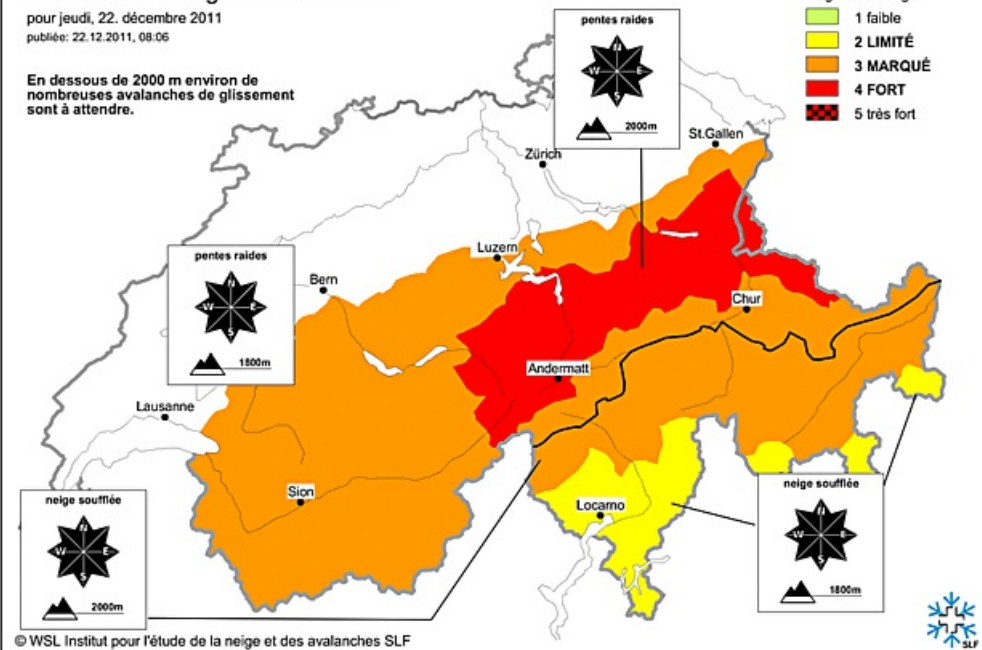 pour jeudi, 22. décembre 2011
publiée: 22.12.2011, 08:06
En dessous de 2000 m environ de
nombreuses avalanches de glissement
sont à attendre.
1 faible
2 LIMITÉ
3 MARQUÉ
4 FORT
5 très fort
pentes raides
N
W E
S
2000m
St.Gallen
Zürich
Luzern
pentes raides
N
W E
S
1800m
Bern
Chur
Andermatt
Lausanne
Sion
Locarno
neige soufflée
N
W E
S
2000m
neige soufflée
N
W E
S
1800m
© WSL Institut pour l'étude de la neige et des avalanches SLF
SLF